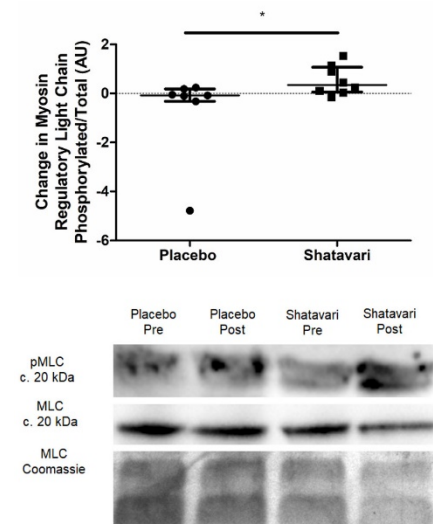 *
Change in Myosin
Regulatory Light Chain
Phosphorylated/Total (AU)
2
0
-2
-4
-6
Placebo
Shatavari
Placebo
Pre
Placebo
Post
Shatavari
Pre
Shatavari
Post
pMLC
c. 20 kDa
MLC
c. 20 kDa
MLC
Coomassie